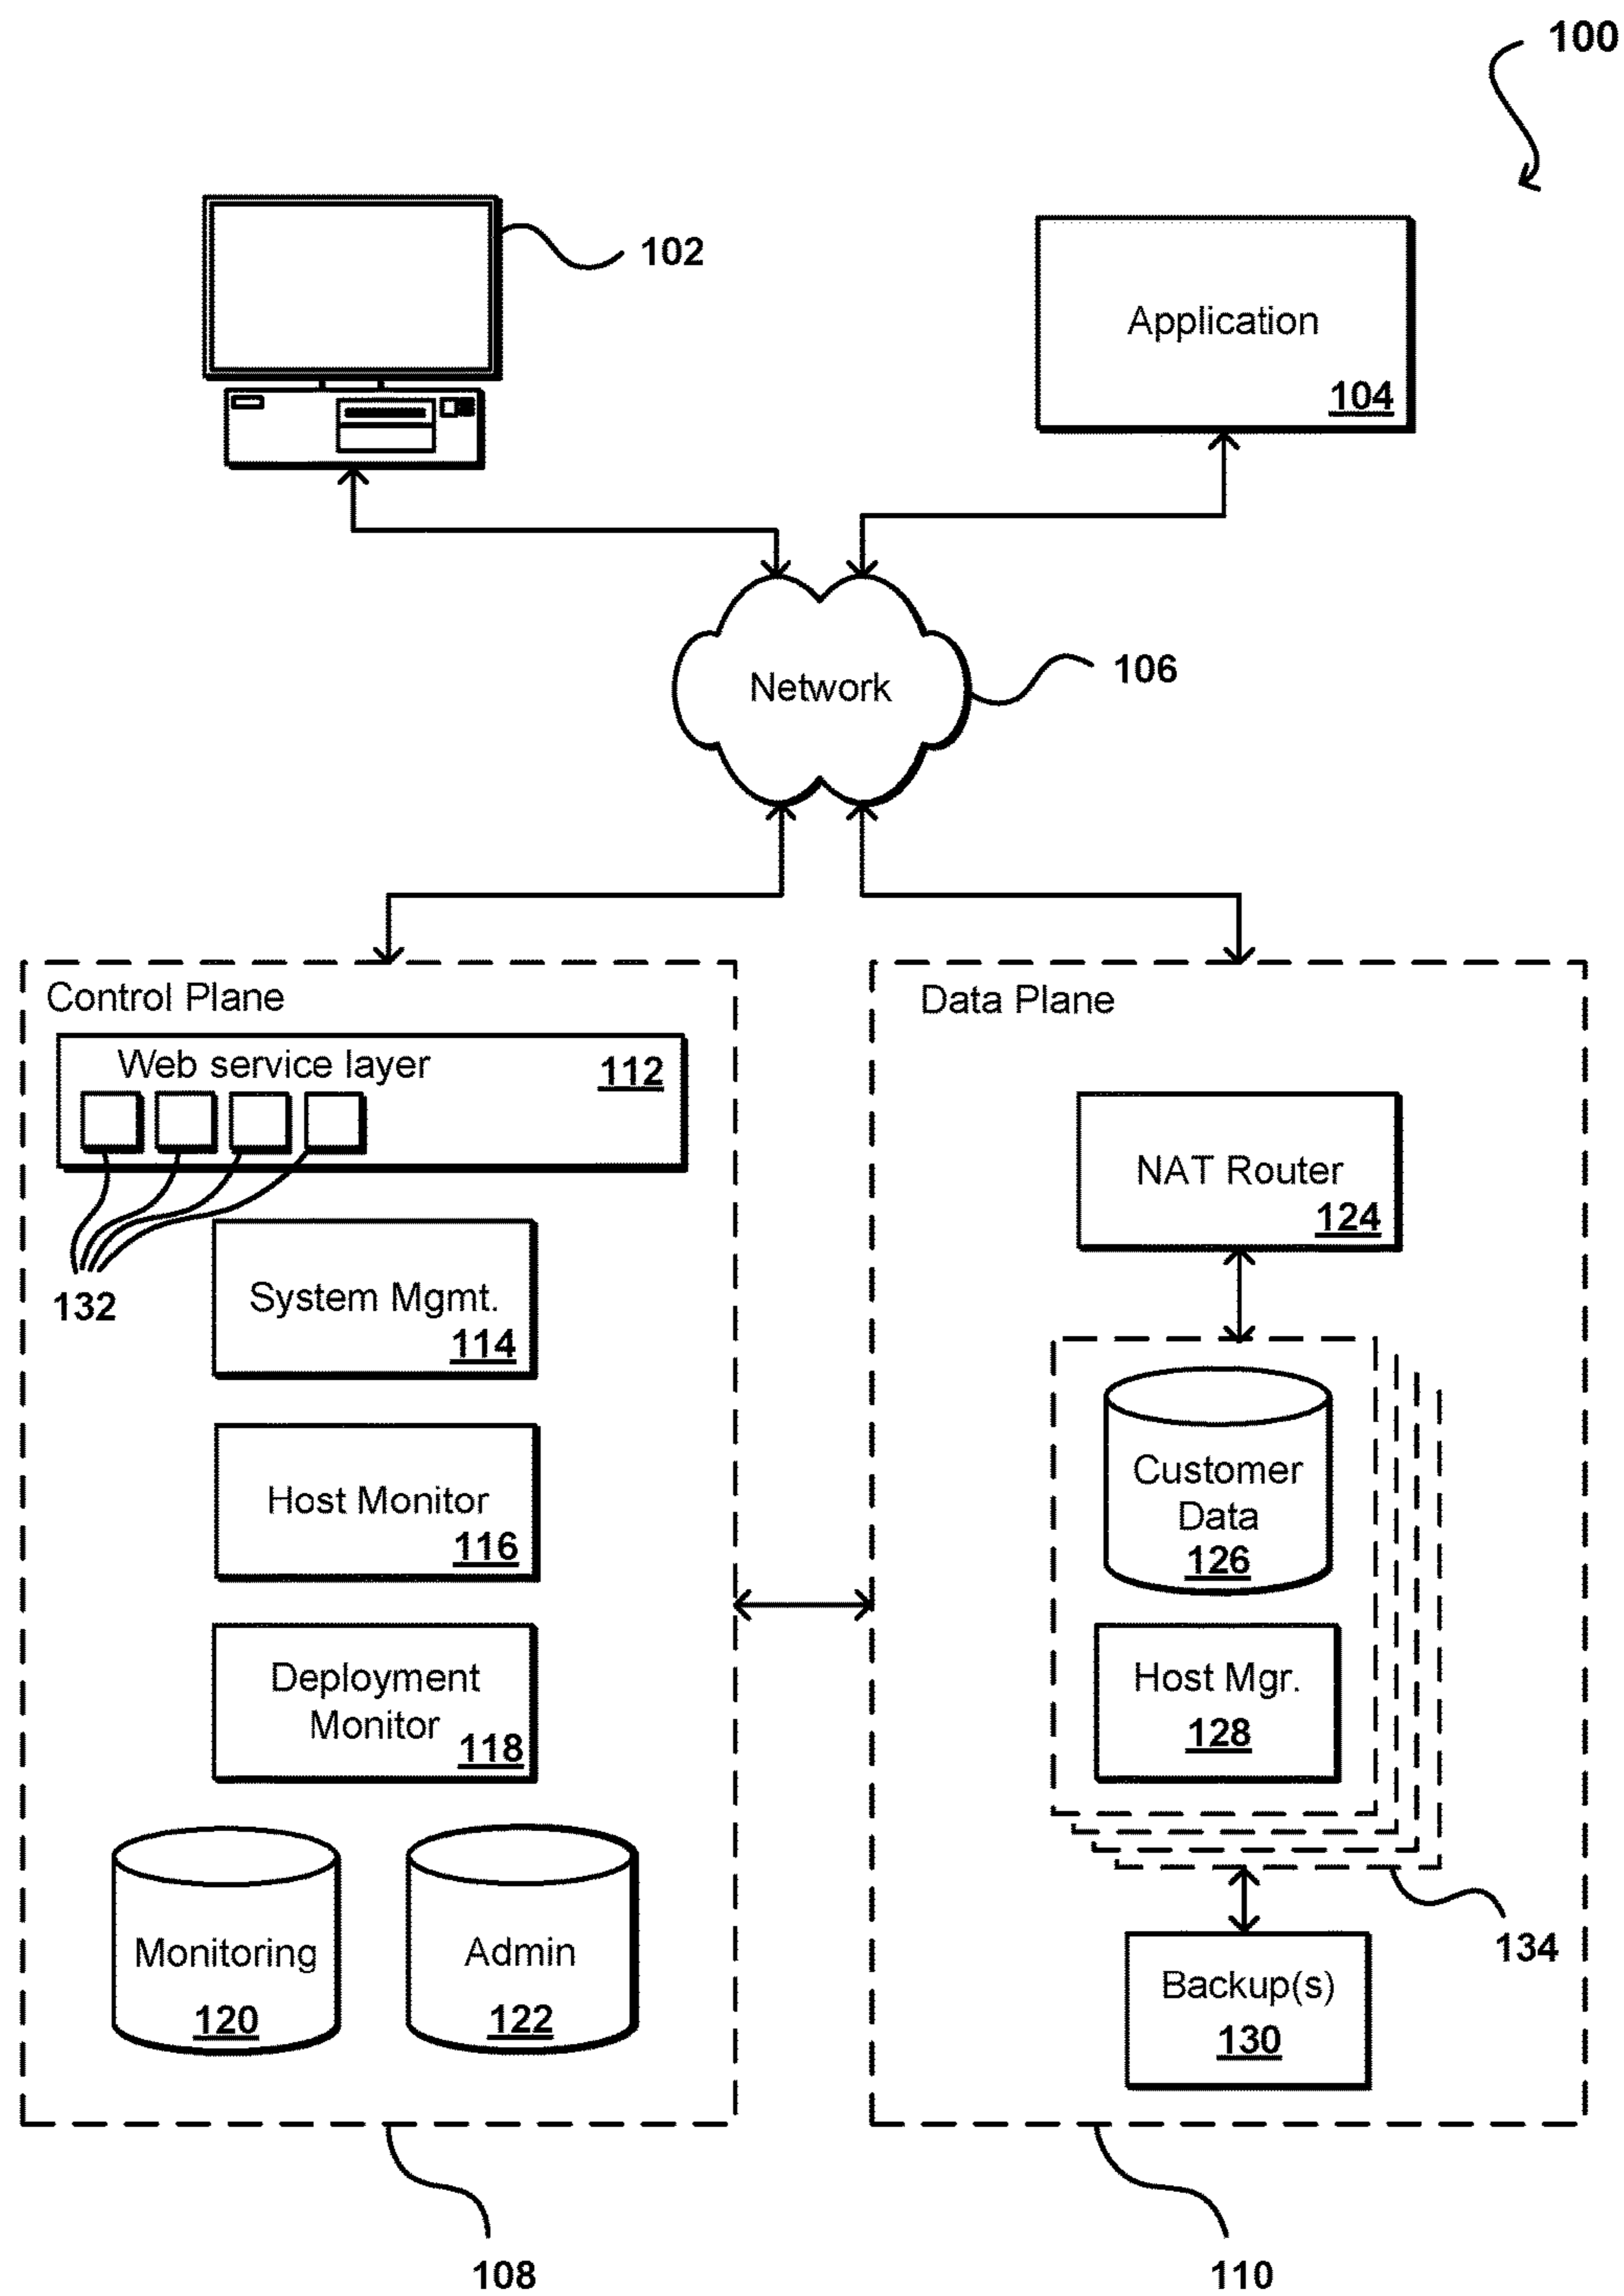 100
102
Application
104
Network
106
Control Plane
Web service layer
112
132
System Mgmt.
114
Host Monitor
116
Deployment
Monitor
118
Monitoring
120
Admin
122
108
Data Plane
NAT Router
124
Customer
Data
126
Host Mgr.
128
134
Backup(s)
130
110